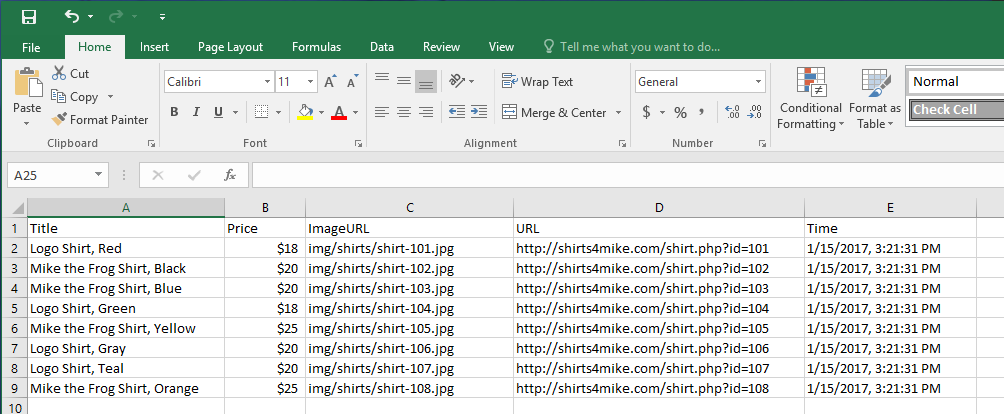 File Home Insert Page Layout Formulas Data Review View Tell me what you want to do...
Cut
Copy
Format Painter
Paste
Clipboard
Calibri 11 A A
B I U A
Font
Wrap Text
Merge & Center
Alignment
General
$ % , .00 .0 .00
Number
Conditional Formatting
Format as Table
Normal
Check Cell
A25 fx
A B C D E
1 Title Price ImageURL URL Time
2 Logo Shirt, Red $18 img/shirts/shirt-101.jpg http://shirts4mike.com/shirt.php?id=101 1/15/2017, 3:21:31 PM
3 Mike the Frog Shirt, Black $20 img/shirts/shirt-102.jpg http://shirts4mike.com/shirt.php?id=102 1/15/2017, 3:21:31 PM
4 Mike the Frog Shirt, Blue $20 img/shirts/shirt-103.jpg http://shirts4mike.com/shirt.php?id=103 1/15/2017, 3:21:31 PM
5 Logo Shirt, Green $18 img/shirts/shirt-104.jpg http://shirts4mike.com/shirt.php?id=104 1/15/2017, 3:21:31 PM
6 Mike the Frog Shirt, Yellow $25 img/shirts/shirt-105.jpg http://shirts4mike.com/shirt.php?id=105 1/15/2017, 3:21:31 PM
7 Logo Shirt, Gray $20 img/shirts/shirt-106.jpg http://shirts4mike.com/shirt.php?id=106 1/15/2017, 3:21:31 PM
8 Logo Shirt, Teal $20 img/shirts/shirt-107.jpg http://shirts4mike.com/shirt.php?id=107 1/15/2017, 3:21:31 PM
9 Mike the Frog Shirt, Orange $25 img/shirts/shirt-108.jpg http://shirts4mike.com/shirt.php?id=108 1/15/2017, 3:21:31 PM
10